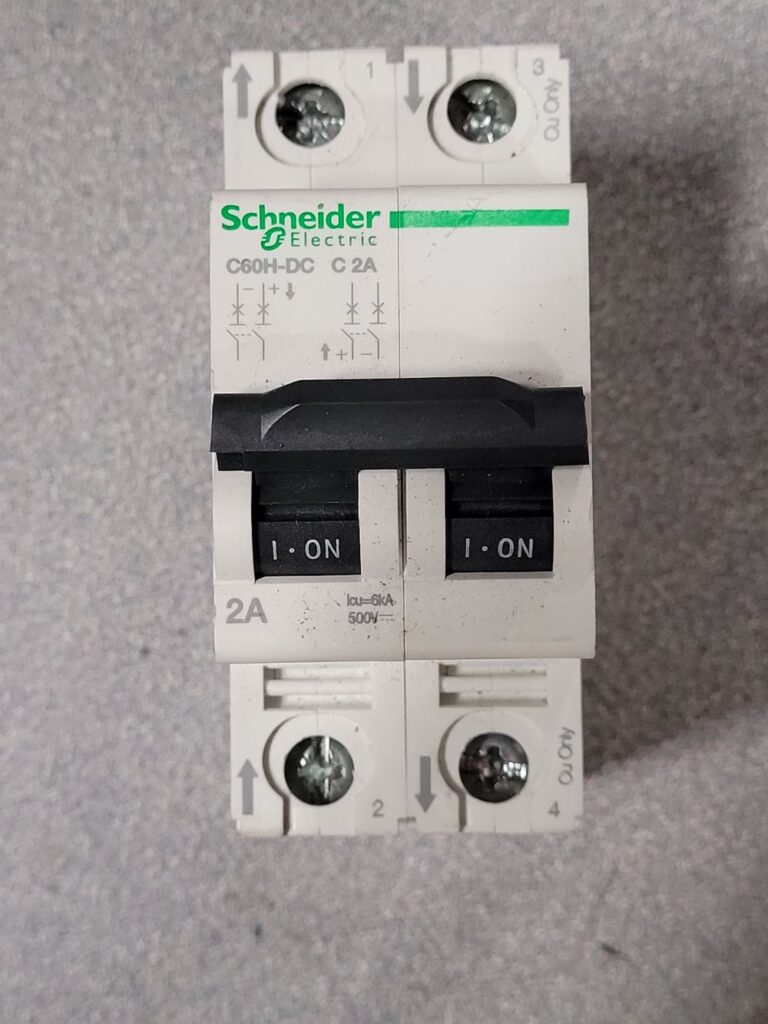 1
3
Cu Only
Schneider
Electric
C60H-DC C 2A
− + 
+ −
I · ON
I · ON
2A
Icu=6kA
500V⎓
2
4
Cu Only